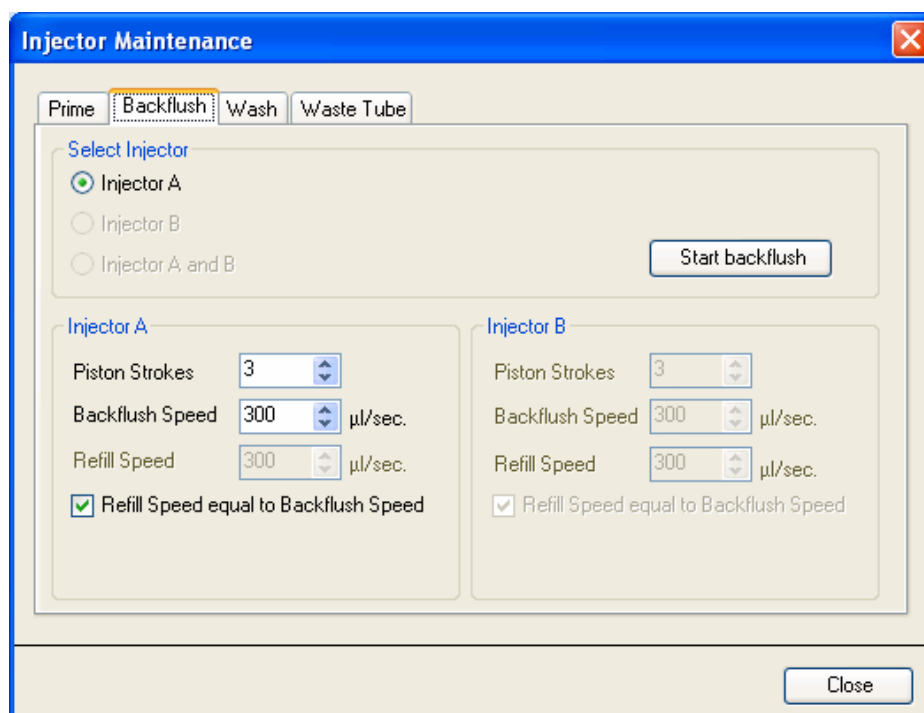 Injector Maintenance
Prime Backflush Wash Waste Tube
Select Injector
Injector A
Injector B
Injector A and B
Start backflush
Injector A
Piston Strokes 3
Backflush Speed 300 µl/sec.
Refill Speed 300 µl/sec.
Refill Speed equal to Backflush Speed
Injector B
Piston Strokes 3
Backflush Speed 300 µl/sec.
Refill Speed 300 µl/sec.
Refill Speed equal to Backflush Speed
Close